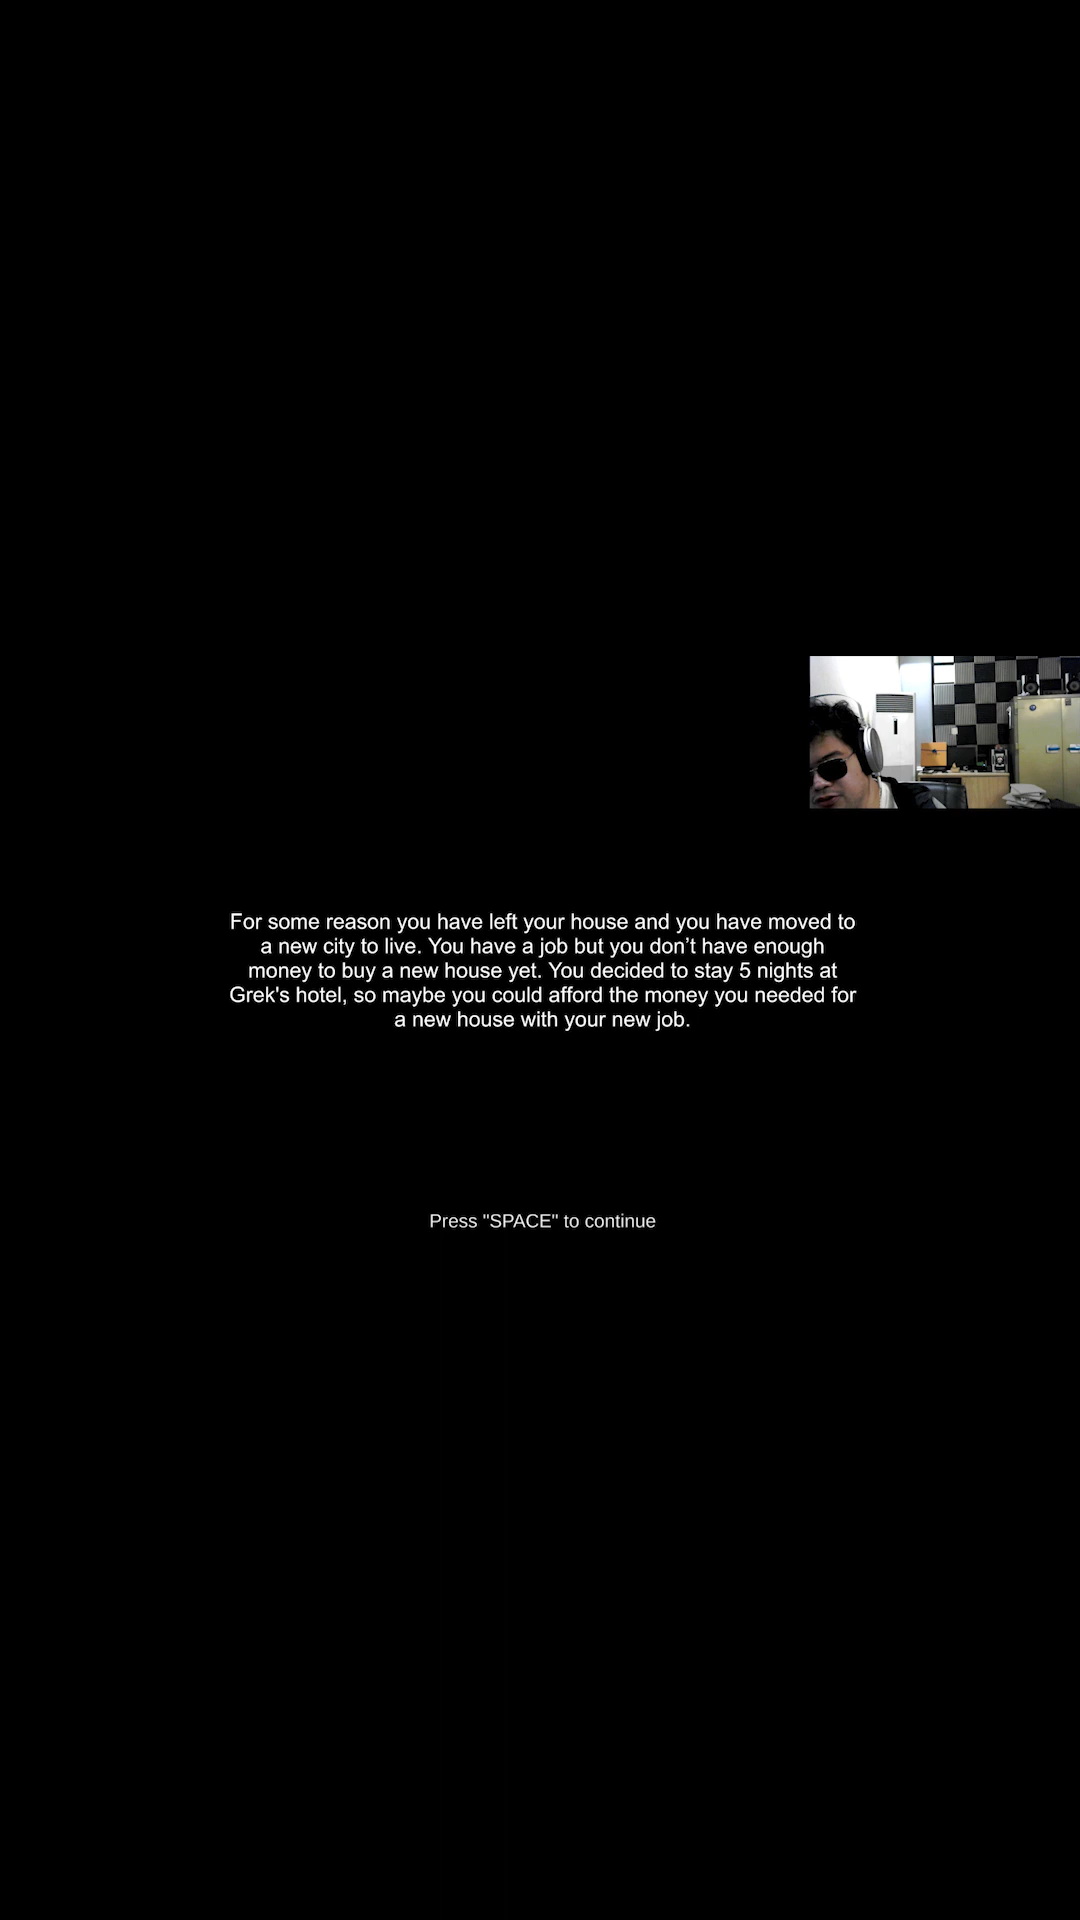 For some reason you have left your house and you have moved to
a new city to live. You have a job but you don’t have enough
money to buy a new house yet. You decided to stay 5 nights at
Grek's hotel, so maybe you could afford the money you needed for
a new house with your new job.
Press "SPACE" to continue